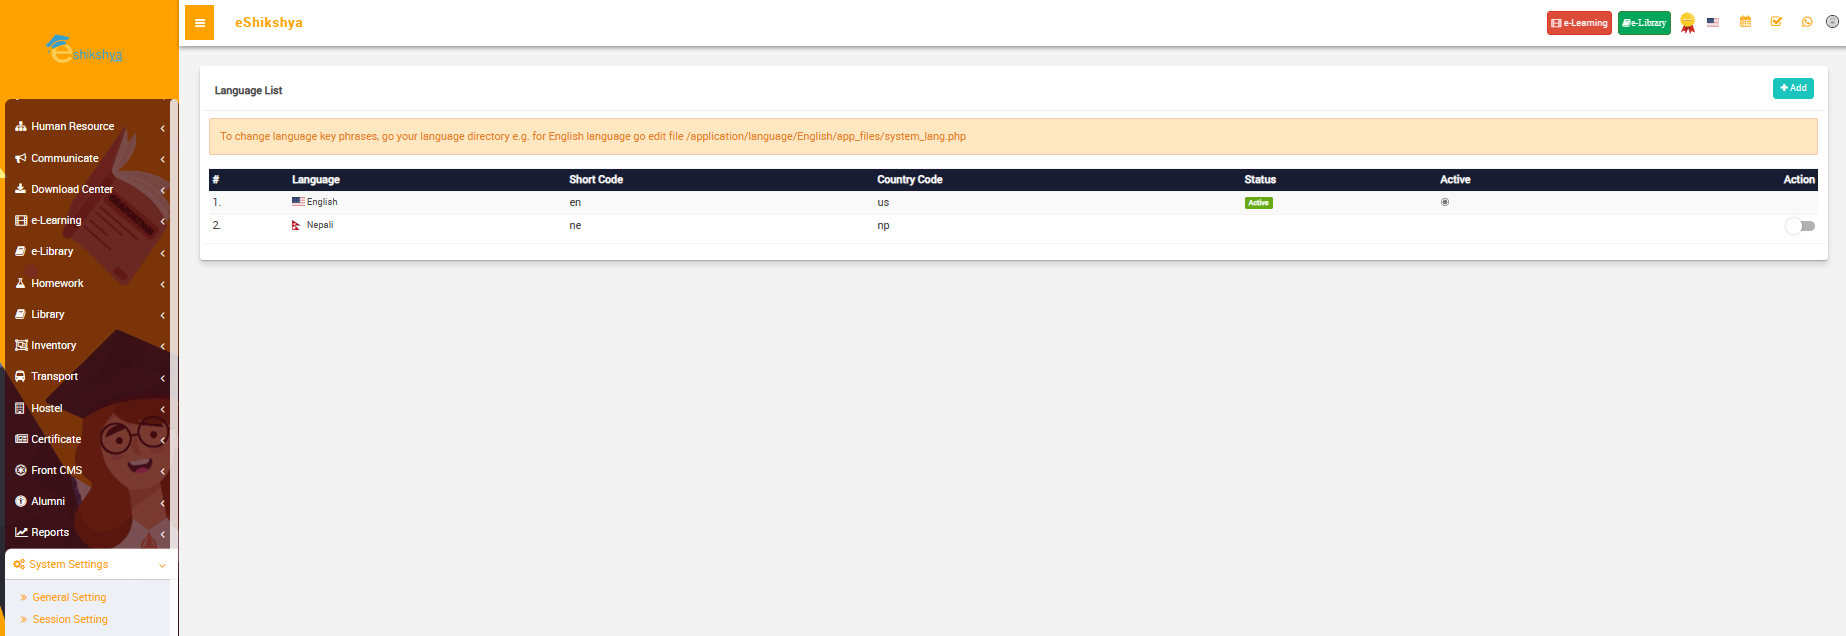 eShikshya
e-Learning
e-Library
eshikshya
Human Resource
Communicate
Download Center
e-Learning
e-Library
Homework
Library
Inventory
Transport
Hostel
Certificate
Front CMS
Alumni
Reports
System Settings
General Setting
Session Setting
Language List
+ Add
To change language key phrases, go your language directory e.g. for English language go edit file /application/language/English/app_files/system_lang.php
# Language Short Code Country Code Status Active Action
1. English en us Active
2. Nepali ne np